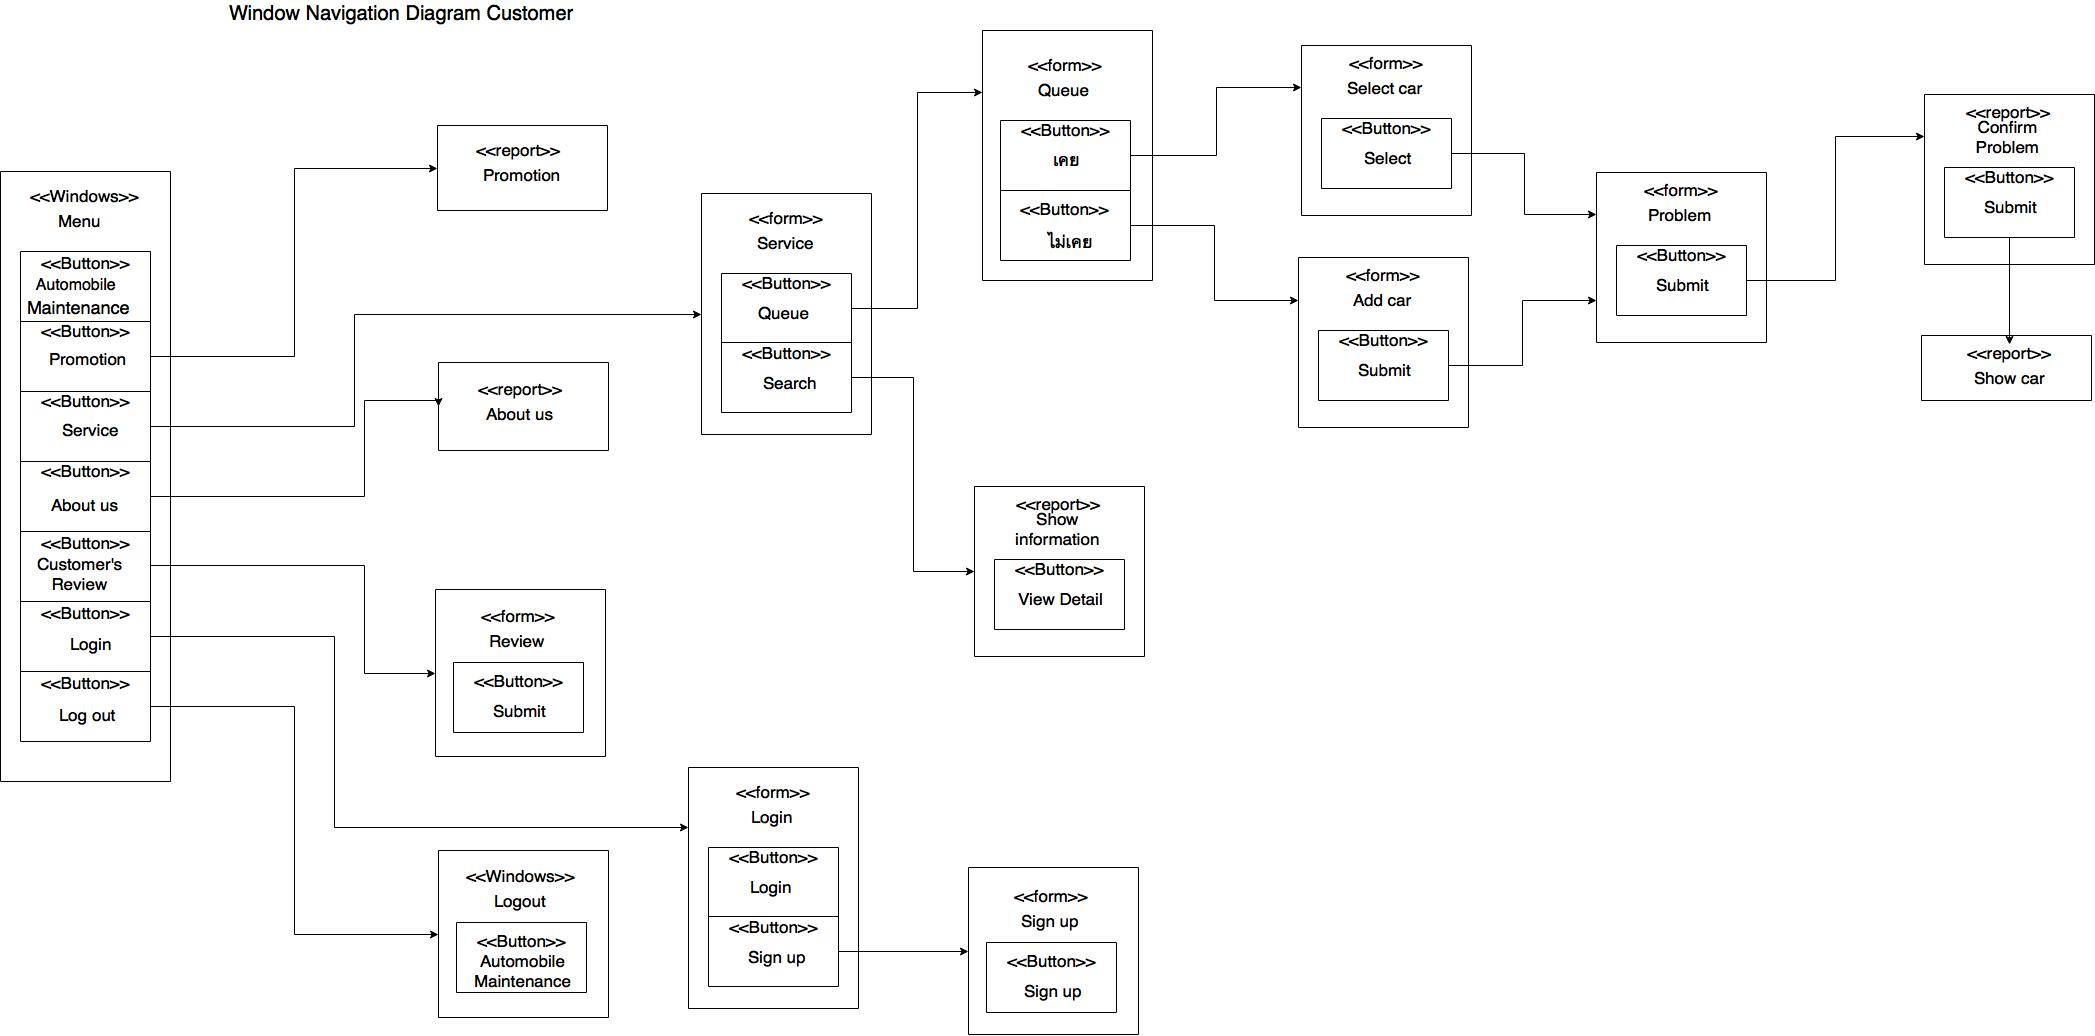 Window Navigation Diagram Customer
<<Windows>>
Menu
<<Button>>
Automobile
Maintenance
<<Button>>
Promotion
<<Button>>
Service
<<Button>>
About us
<<Button>>
Customer's
Review
<<Button>>
Login
<<Button>>
Log out
<<report>>
Promotion
<<report>>
About us
<<form>>
Review
<<Button>>
Submit
<<Windows>>
Logout
<<Button>>
Automobile
Maintenance
<<form>>
Service
<<Button>>
Queue
<<Button>>
Search
<<form>>
Login
<<Button>>
Login
<<Button>>
Sign up
<<form>>
Queue
<<Button>>
เคย
<<Button>>
ไม่เคย
<<report>>
Show
information
<<Button>>
View Detail
<<form>>
Sign up
<<Button>>
Sign up
<<form>>
Select car
<<Button>>
Select
<<form>>
Add car
<<Button>>
Submit
<<form>>
Problem
<<Button>>
Submit
<<report>>
Confirm
Problem
<<Button>>
Submit
<<report>>
Show car